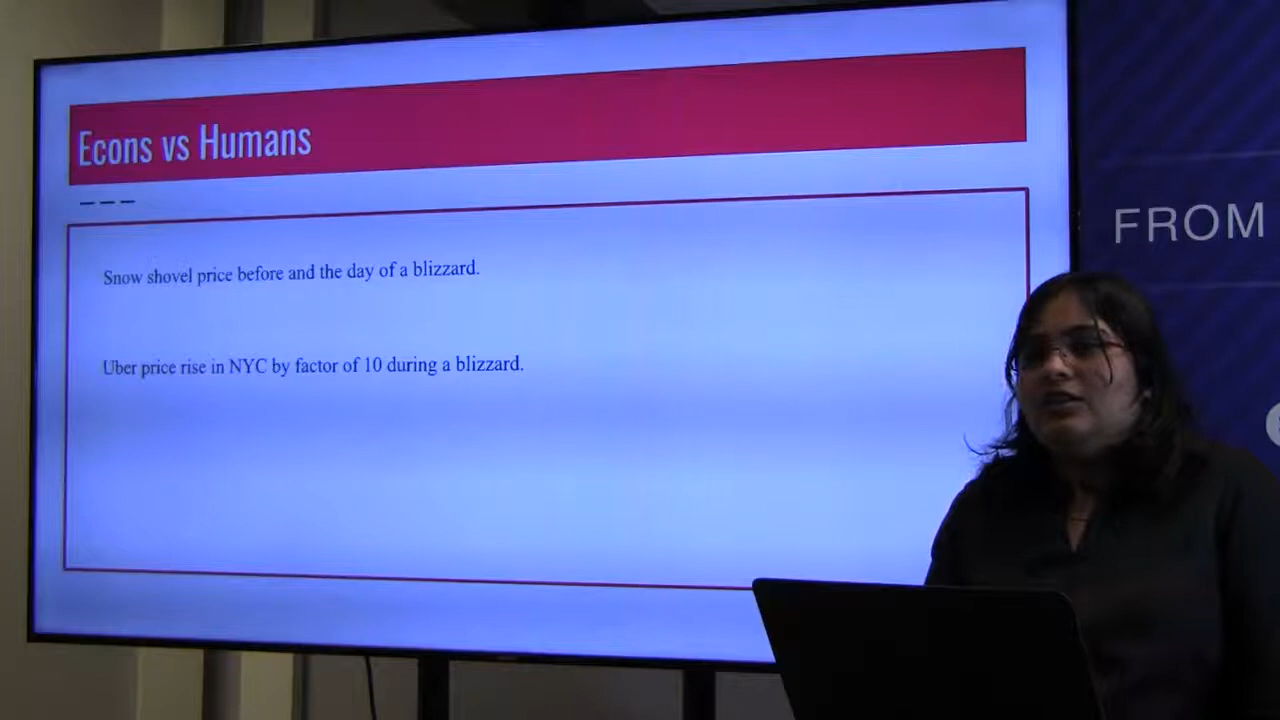 Econs vs Humans
Snow shovel price before and the day of a blizzard.
Uber price rise in NYC by factor of 10 during a blizzard.
FROM